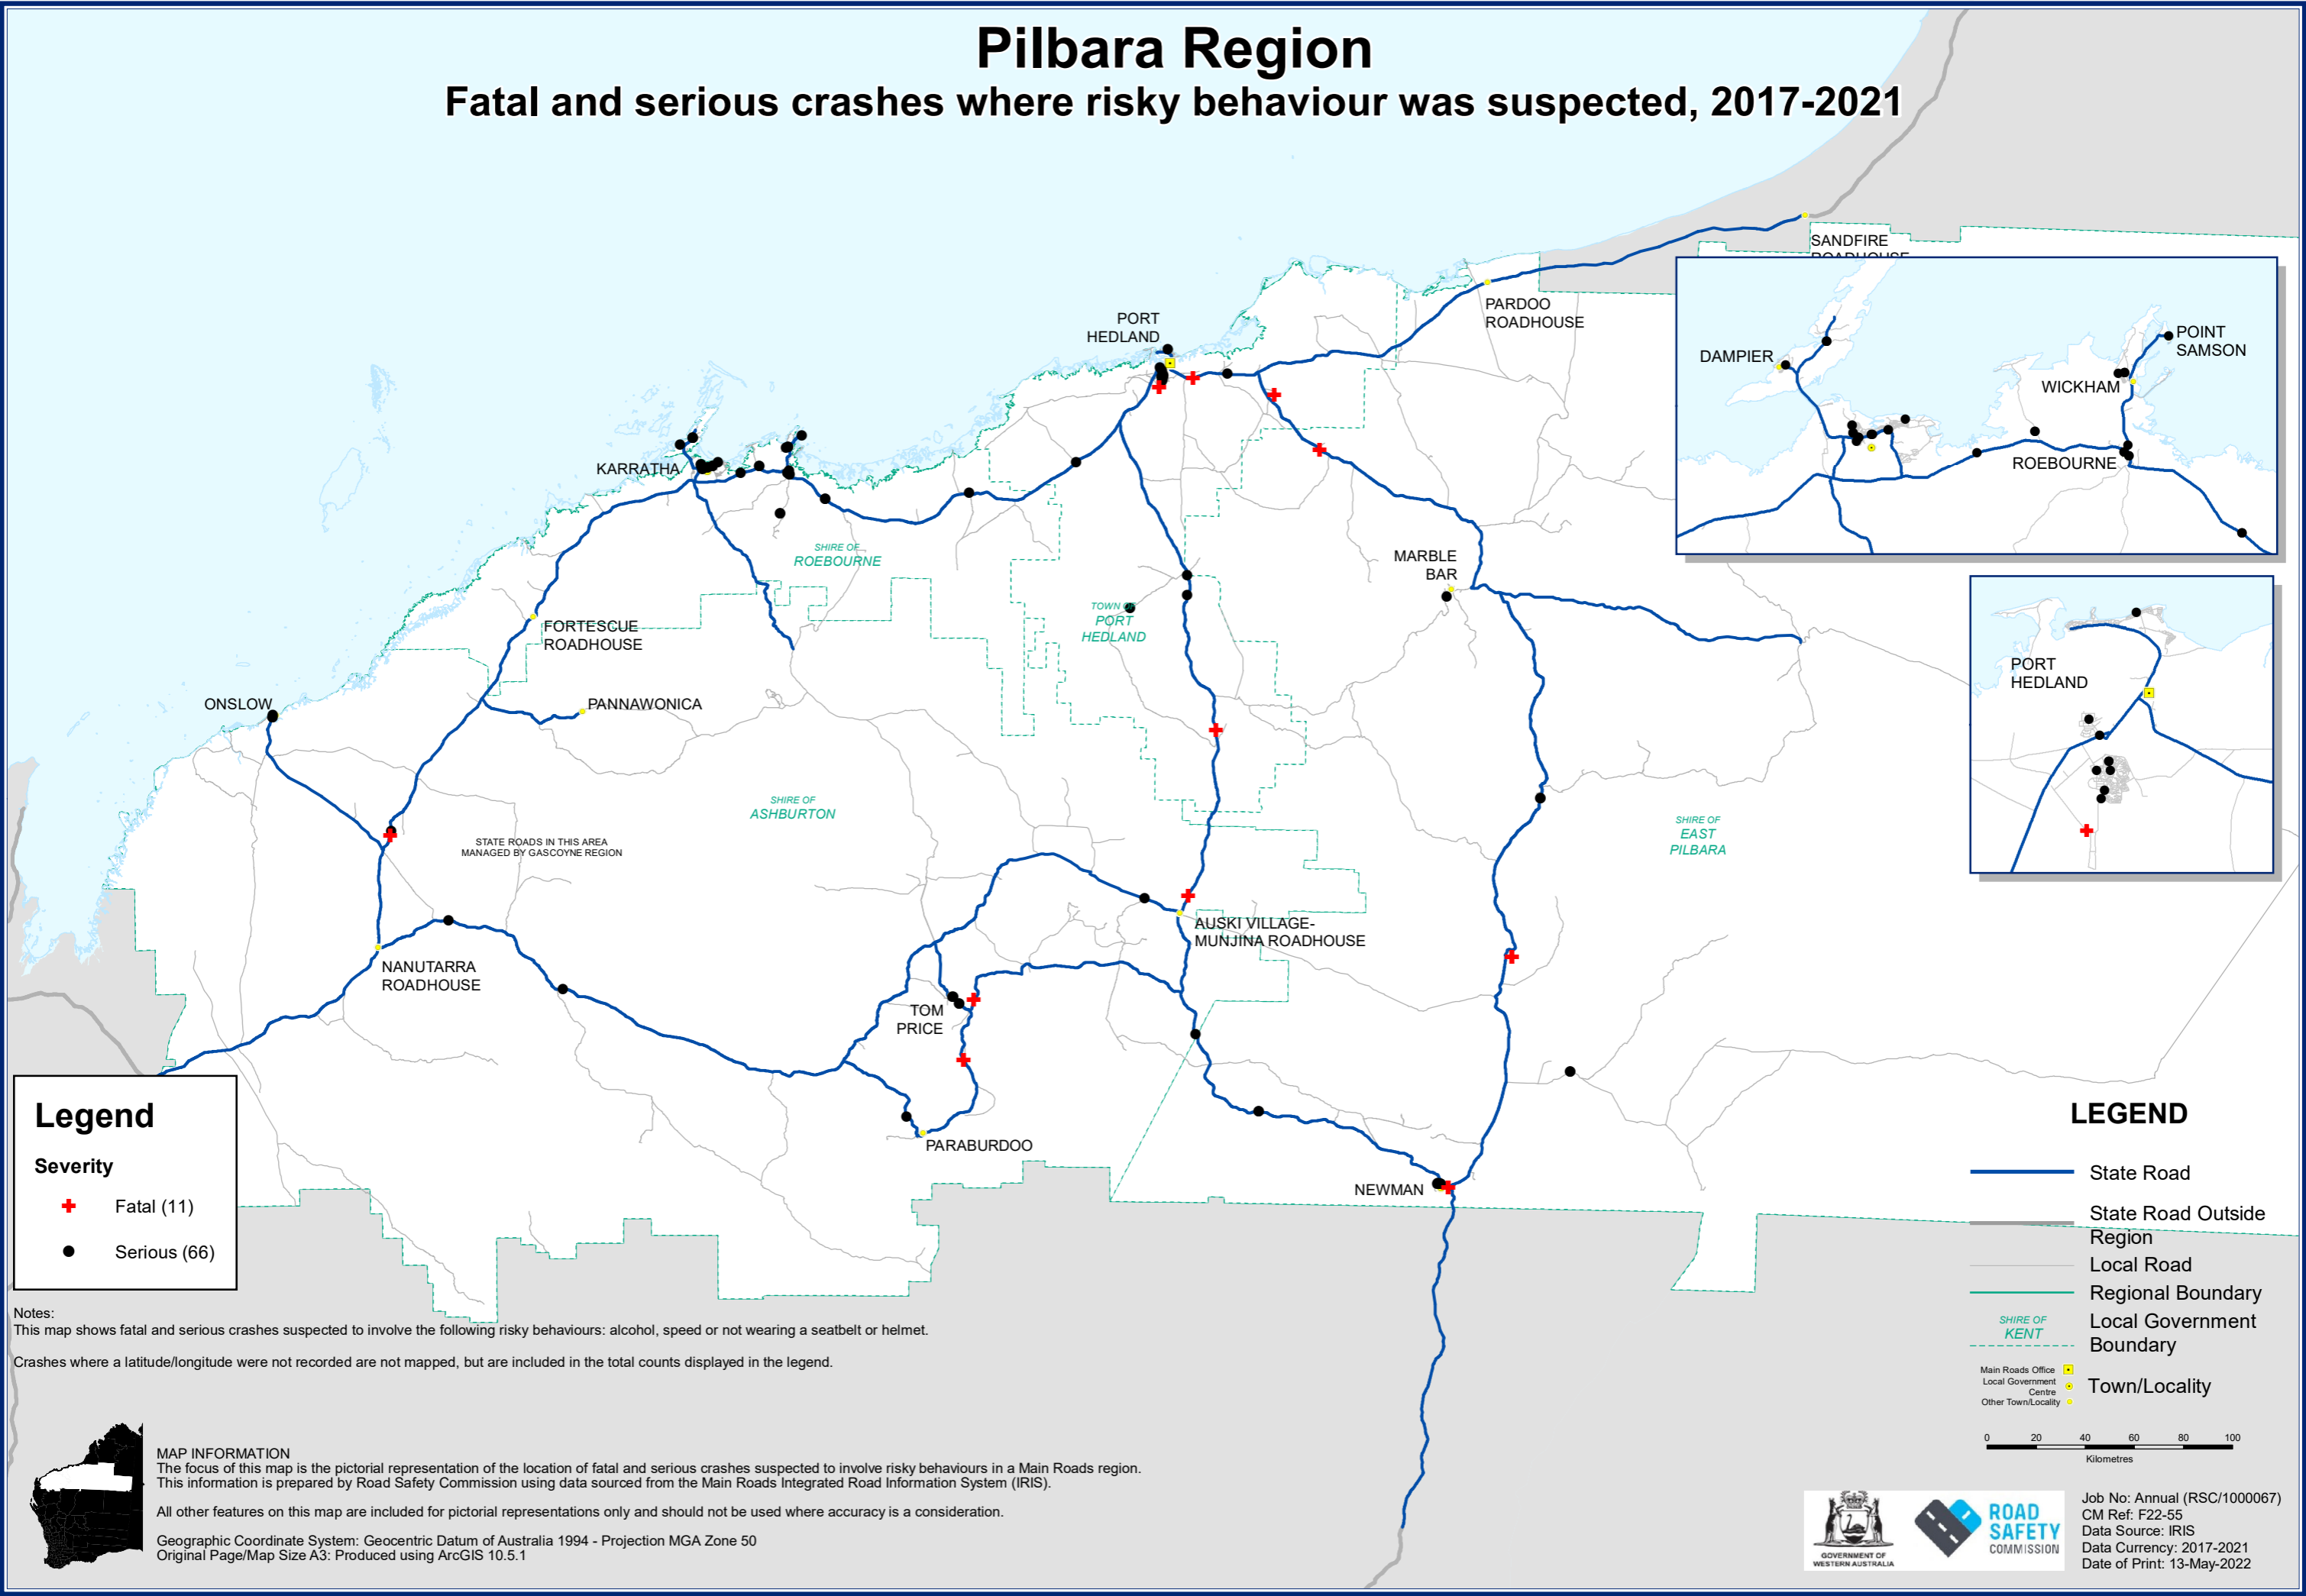 Pilbara Region
Fatal and serious crashes where risky behaviour was suspected, 2017-2021
SANDFIRE
ROADHOUSE
PARDOO
ROADHOUSE
PORT
HEDLAND
KARRATHA
DAMPIER
POINT
SAMSON
WICKHAM
ROEBOURNE
SHIRE OF
ROEBOURNE
MARBLE
BAR
TOWN OF
PORT
HEDLAND
FORTESCUE
ROADHOUSE
PORT
HEDLAND
ONSLOW
PANNAWONICA
SHIRE OF
ASHBURTON
STATE ROADS IN THIS AREA
MANAGED BY GASCOYNE REGION
SHIRE OF
EAST
PILBARA
AUSKI VILLAGE-
MUNJINA ROADHOUSE
NANUTARRA
ROADHOUSE
TOM
PRICE
PARABURDOO
NEWMAN
Legend
Severity
Fatal (11)
Serious (66)
LEGEND
State Road
State Road Outside
Region
Local Road
Regional Boundary
SHIRE OF
KENT
Local Government
Boundary
Main Roads Office
Local Government
Centre
Other Town/Locality
Town/Locality
0 20 40 60 80 100
Kilometres
Notes:
This map shows fatal and serious crashes suspected to involve the following risky behaviours: alcohol, speed or not wearing a seatbelt or helmet.
Crashes where a latitude/longitude were not recorded are not mapped, but are included in the total counts displayed in the legend.
MAP INFORMATION
The focus of this map is the pictorial representation of the location of fatal and serious crashes suspected to involve risky behaviours in a Main Roads region.
This information is prepared by Road Safety Commission using data sourced from the Main Roads Integrated Road Information System (IRIS).
All other features on this map are included for pictorial representations only and should not be used where accuracy is a consideration.
Geographic Coordinate System: Geocentric Datum of Australia 1994 - Projection MGA Zone 50
Original Page/Map Size A3: Produced using ArcGIS 10.5.1
GOVERNMENT OF
WESTERN AUSTRALIA
ROAD
SAFETY
COMMISSION
Job No: Annual (RSC/1000067)
CM Ref: F22-55
Data Source: IRIS
Data Currency: 2017-2021
Date of Print: 13-May-2022